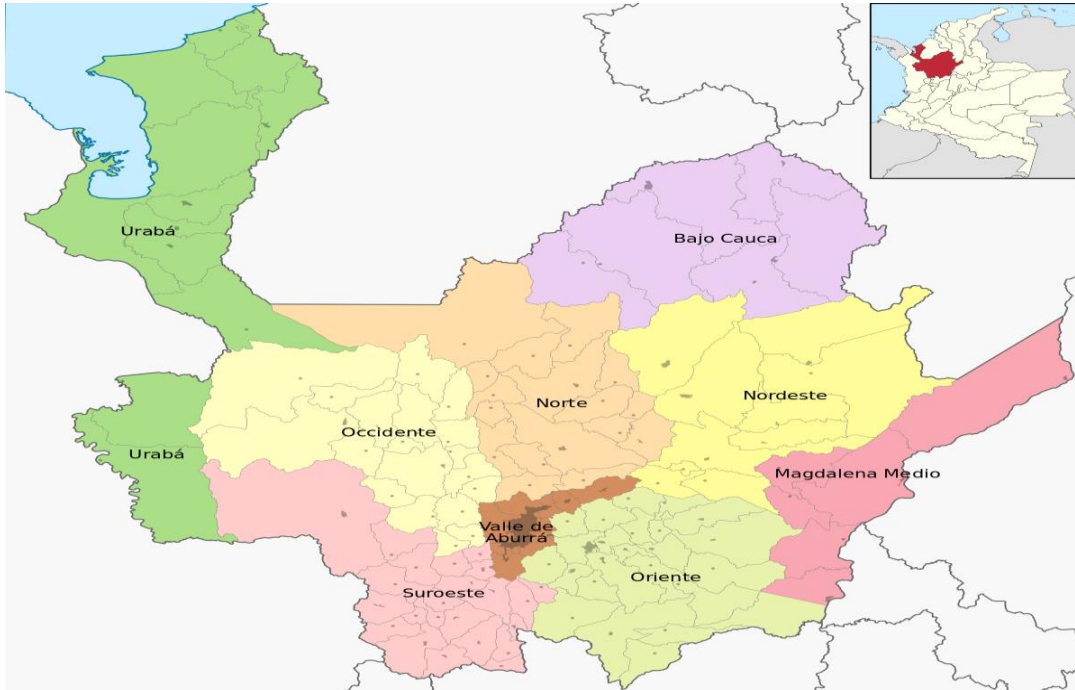 Urabá
Bajo Cauca
Nordeste
Norte
Occidente
Urabá
Magdalena Medio
Valle de
Aburrá
Oriente
Suroeste